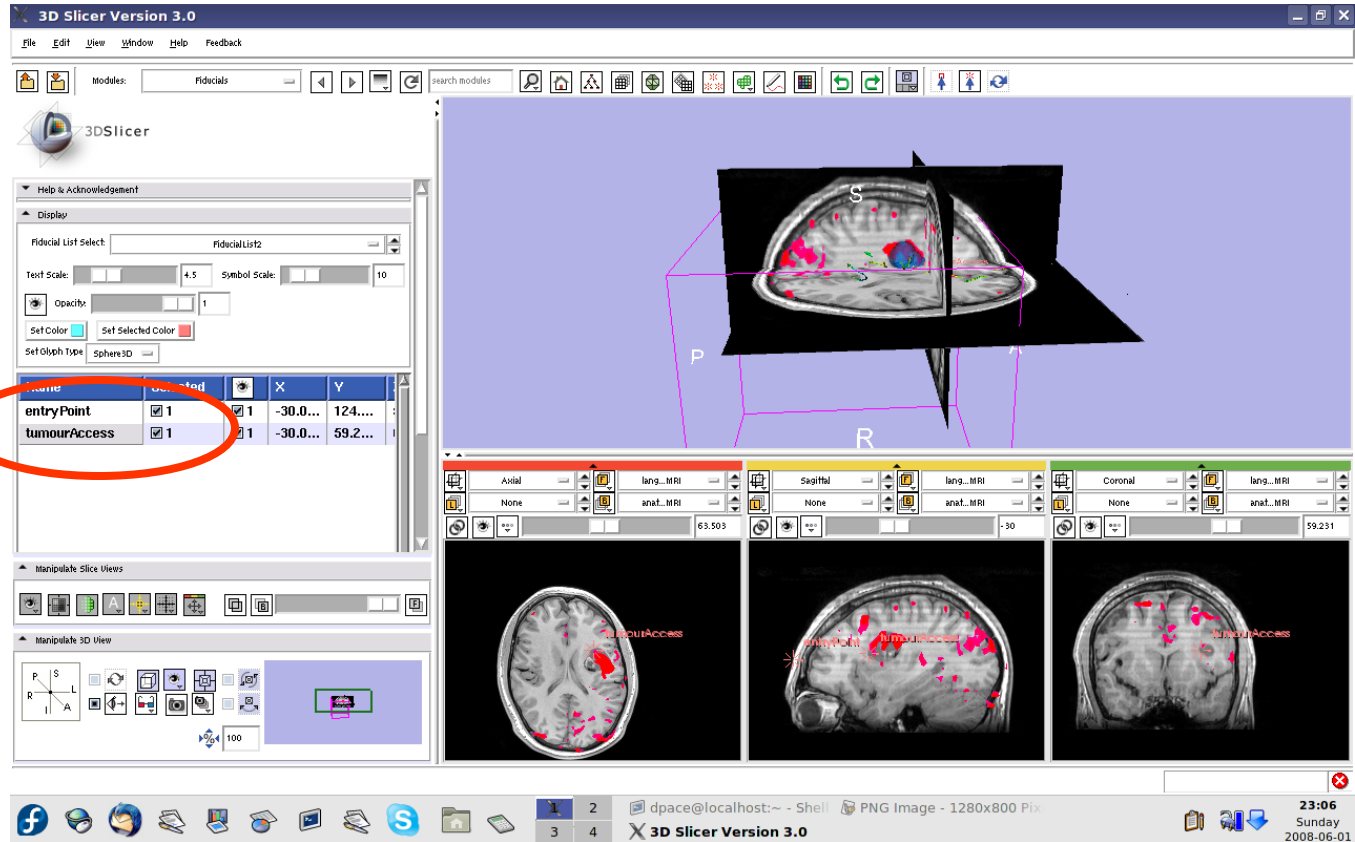 3D Slicer Version 3.0
File Edit View Window Help Feedback
Modules: Fiducials search modules
3DSlicer
Help & Acknowledgement
Display
Fiducial List Select: FiducialList2
Text Scale: 4.5 Symbol Scale: 10
Opacity: 1
Set Color Set Selected Color
Set Glyph Type Sphere3D
Name Selected X Y
entryPoint 1 1 -30.0... 124....
tumourAccess 1 1 -30.0... 59.2...
Manipulate Slice Views
Manipulate 3D View
P S
R L
I A
% 100
S
P
A
R
Axial lang...MRI
None anat...MRI
63.503
Sagittal lang...MRI
None anat...MRI
-30
Coronal lang...MRI
None anat...MRI
59.231
tumourAccess
entryPoint tumourAccess
tumourAccess
1 2
3 4
dpace@localhost:~ - Shell PNG Image - 1280x800 Pix
3D Slicer Version 3.0
23:06
Sunday
2008-06-01